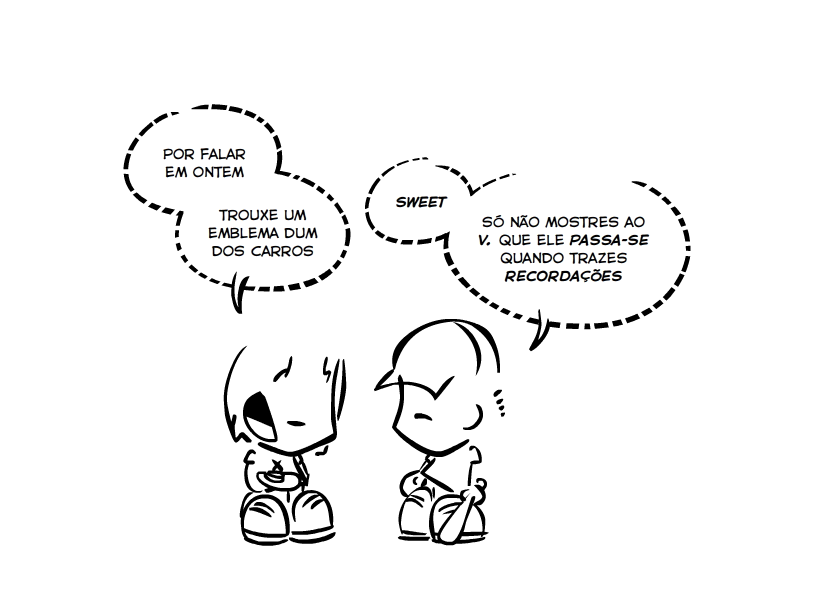 POR FALAR
EM ONTEM
TROUXE UM
EMBLEMA DUM
DOS CARROS
SWEET
SÓ NÃO MOSTRES AO
V. QUE ELE PASSA-SE
QUANDO TRAZES
RECORDAÇÕES